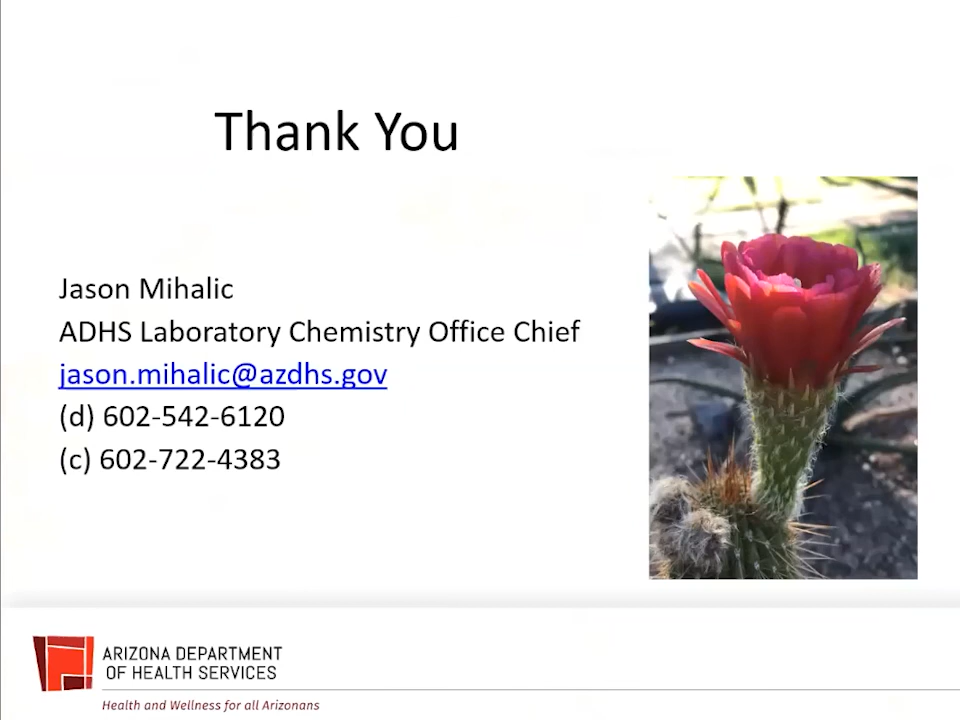 Thank You
Jason Mihalic
ADHS Laboratory Chemistry Office Chief
jason.mihalic@azdhs.gov
(d) 602-542-6120
(c) 602-722-4383
ARIZONA DEPARTMENT
OF HEALTH SERVICES
Health and Wellness for all Arizonans